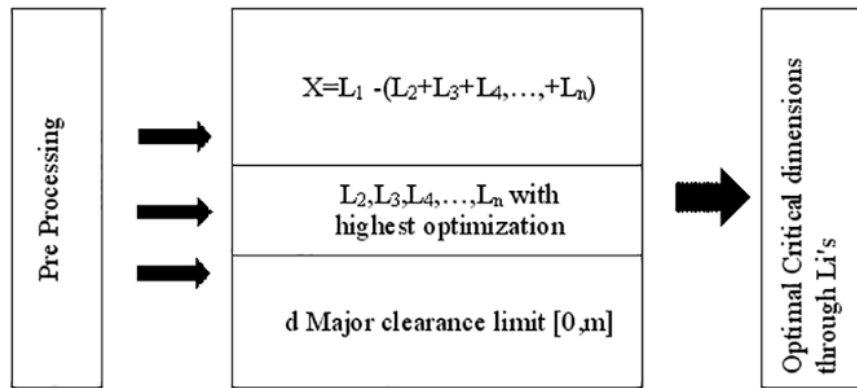 Pre Processing
X=L₁ -(L₂+L₃+L₄,…,+Lₙ)
L₂,L₃,L₄,…,Lₙ with
highest optimization
d Major clearance limit [0,m]
Optimal Critical dimensions
through Li's